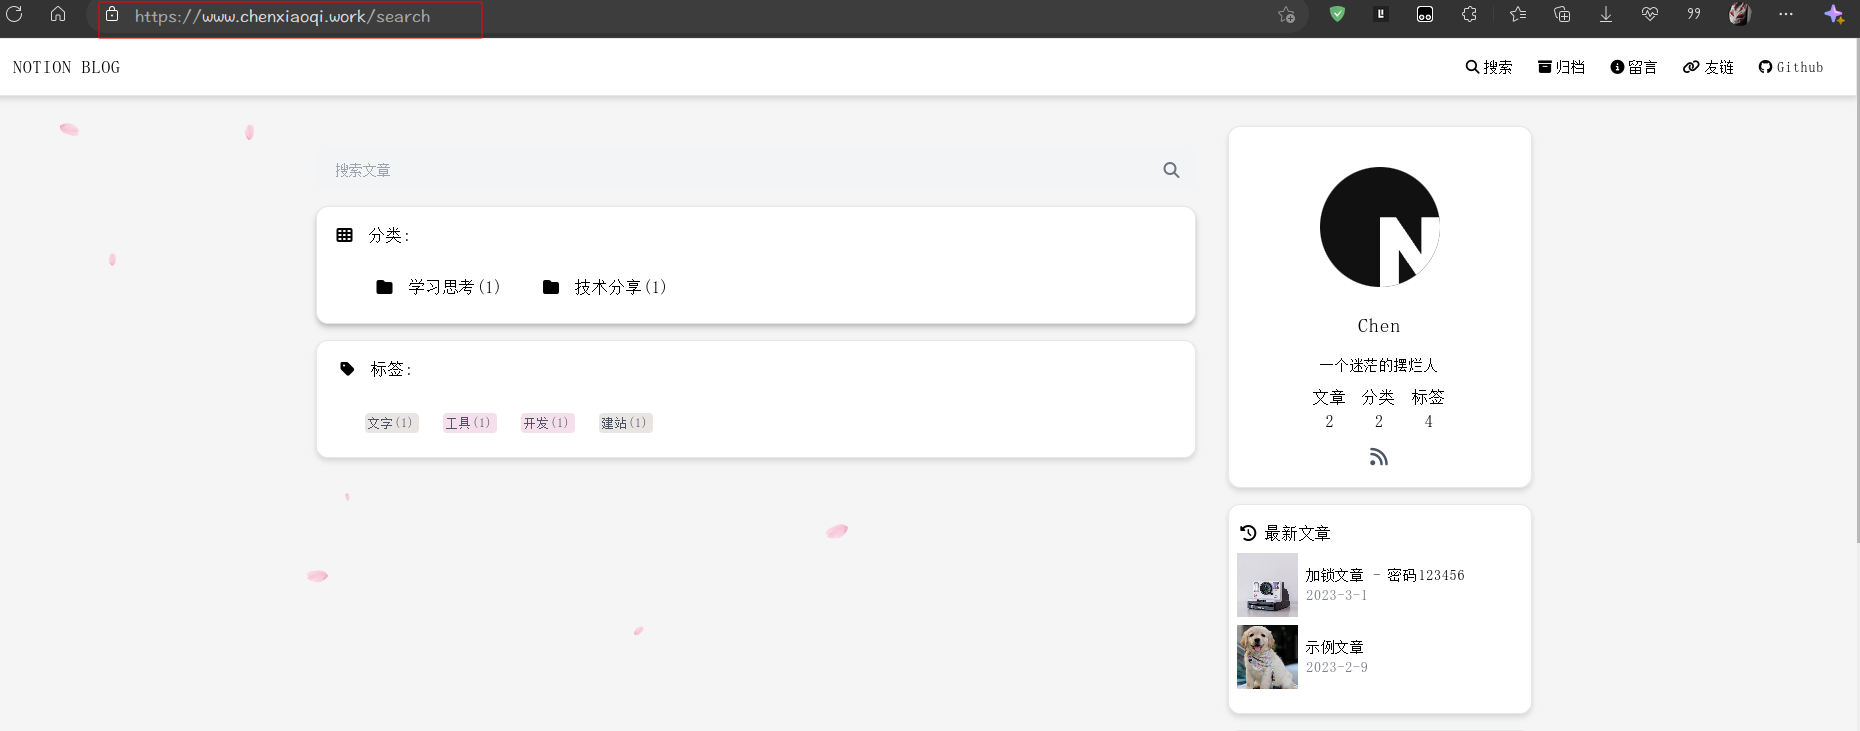 https://www.chenxiaoqi.work/search
NOTION BLOG
搜索 归档 留言 友链 Github
搜索文章
分类:
学习思考(1) 技术分享(1)
标签:
文字(1) 工具(1) 开发(1) 建站(1)
N
Chen
一个迷茫的摆烂人
文章 分类 标签
2 2 4
最新文章
加锁文章 - 密码123456
2023-3-1
示例文章
2023-2-9